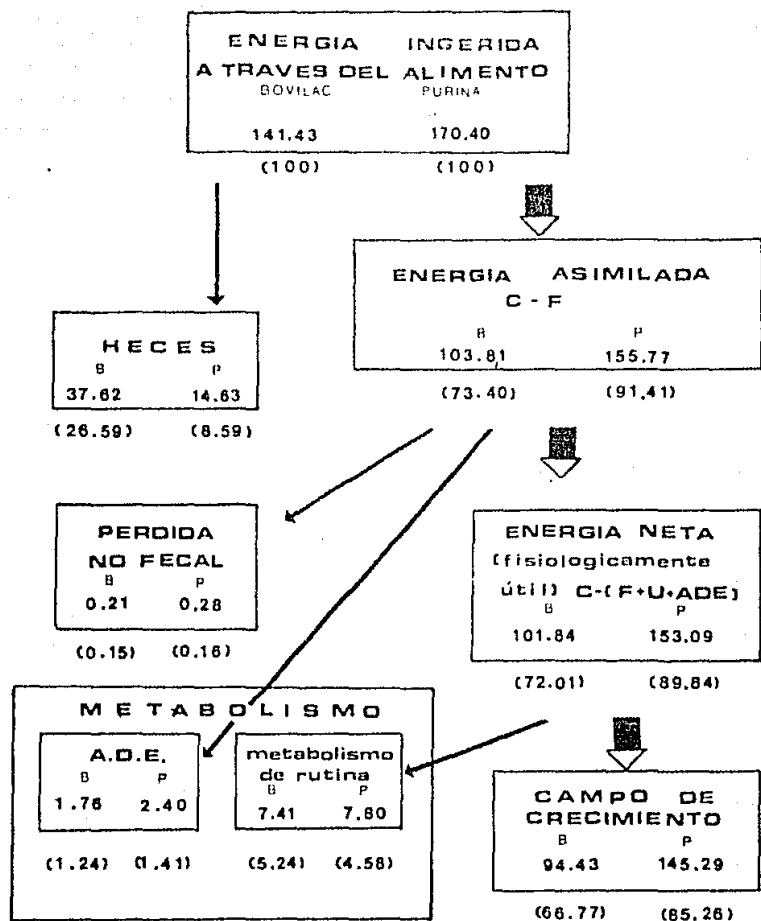 ENERGIA INGERIDA
A TRAVES DEL ALIMENTO
BOVILAC PURINA
141.43 170.40
(100) (100)
ENERGIA ASIMILADA
C - F
B P
103.81 155.77
(73.40) (91.41)
HECES
B P
37.62 14.63
(26.59) (8.59)
PERDIDA
NO FECAL
B P
0.21 0.28
(0.15) (0.16)
ENERGIA NETA
(fisiologicamente
útil) C-(F+U+ADE)
B P
101.84 153.09
(72.01) (89.84)
METABOLISMO
A.D.E.
B P
1.76 2.40
(1.24) (1.41)
metabolismo
de rutina
B P
7.41 7.80
(5.24) (4.58)
CAMPO DE
CRECIMIENTO
B P
94.43 145.29
(66.77) (85.26)